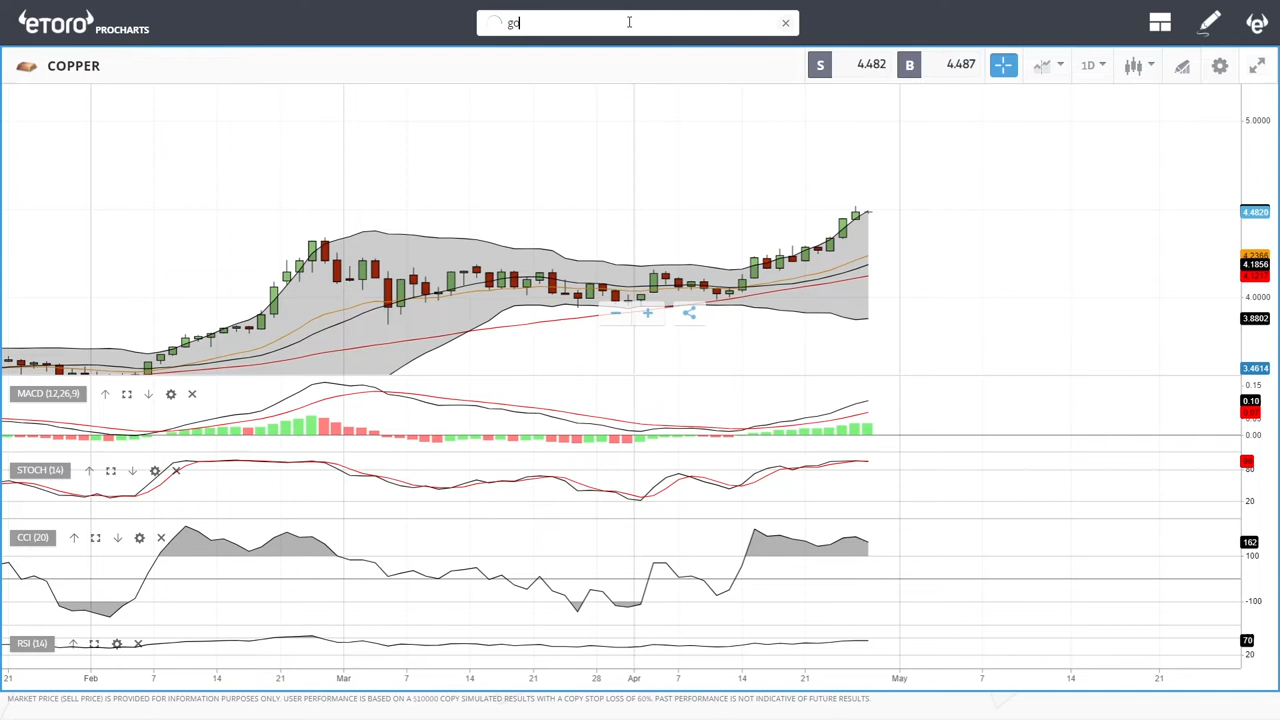 etoro PROCHARTS
go
COPPER
S 4.482 B 4.487
1D
5.0000
4.4820
4.1856
4.0000
3.8802
3.4614
MACD (12,26,9)
0.15
0.10
0.00
STOCH (14)
80
20
CCI (20)
162
100
-100
RSI (14)
70
20
21 Feb 7 14 21 Mar 7 14 21 28 Apr 7 14 21 May 7 14 21
MARKET PRICE (SELL PRICE) IS PROVIDED FOR INFORMATION PURPOSES ONLY. USER PERFORMANCE IS BASED ON A $10000 COPY SIMULATED RESULTS WITH A COPY STOP LOSS OF 60%. PAST PERFORMANCE IS NOT INDICATIVE OF FUTURE RESULTS.